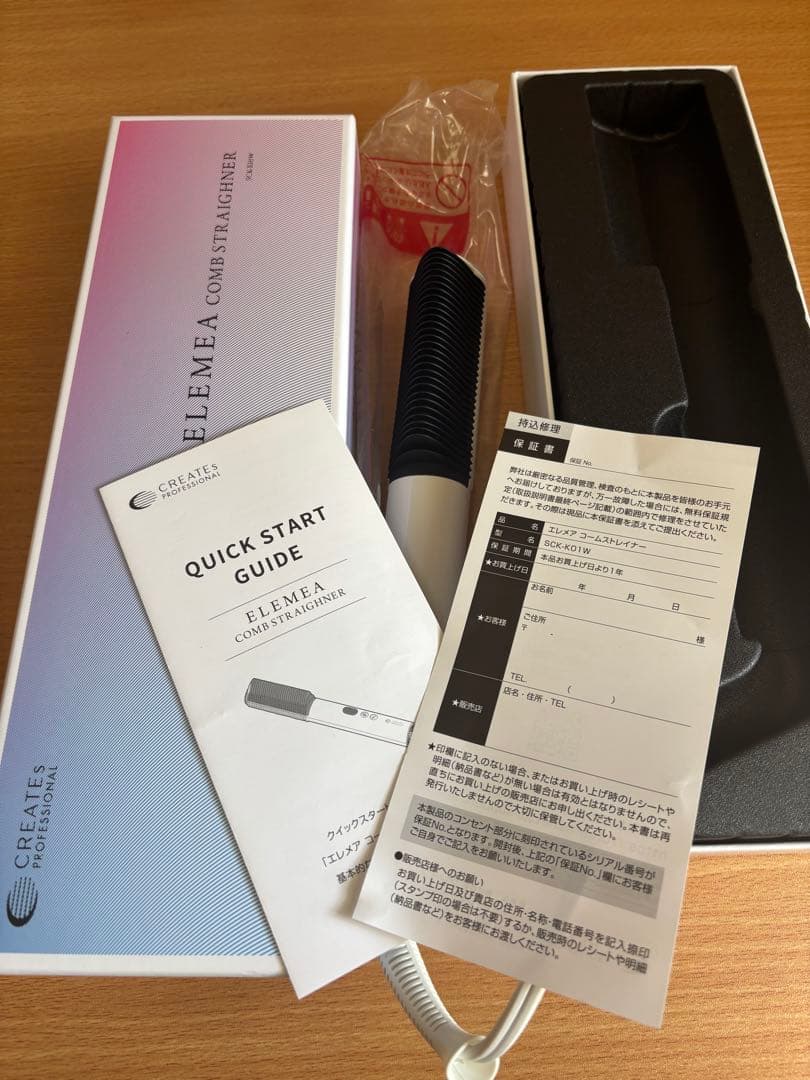 ELEMEA COMB STRAIGHNER
SCK-K01W
CREATES
PROFESSIONAL
CREATES
PROFESSIONAL
QUICK START
GUIDE
ELEMEA
COMB STRAIGHNER
クイックスタート
「エレメア コー
基本的
持込修理
保証書
保証 No.
弊社は厳密なる品質管理、検査のもとに本製品を皆様のお手元
へお届けしておりますが、万一故障した場合には、無料保証規
定(取扱説明書最終ページ記載)の範囲内で修理をさせていた
だきます。その際は現品に本保証書を添えてご提出ください。
品名 エレメア コームストレイナー
型名 SCK-K01W
保証期間 本品お買上げ日より1年
★お買上げ日 年 月 日
★お客様 お名前 様
ご住所
〒
TEL. ( )
★販売店 店名・住所・TEL
★印欄に記入のない場合、またはお買い上げ時のレシートや
明細(納品書など)が無い場合は有効とはなりませんので、
直ちにお買い上げの販売店にお申し出ください。本書は再
発行いたしませんので大切に保管してください。
本製品のコンセント部分に刻印されているシリアル番号が
保証No.となります。開封後、上記の「保証No.」欄にお客様
ご自身でご記入をお願いいたします。
●販売店様へのお願い
お買い上げ日及び貴店の住所・名称・電話番号を記入捺印
(スタンプ印の場合は不要)するか、販売時のレシートや明細
(納品書など)をお客様にお渡しください。